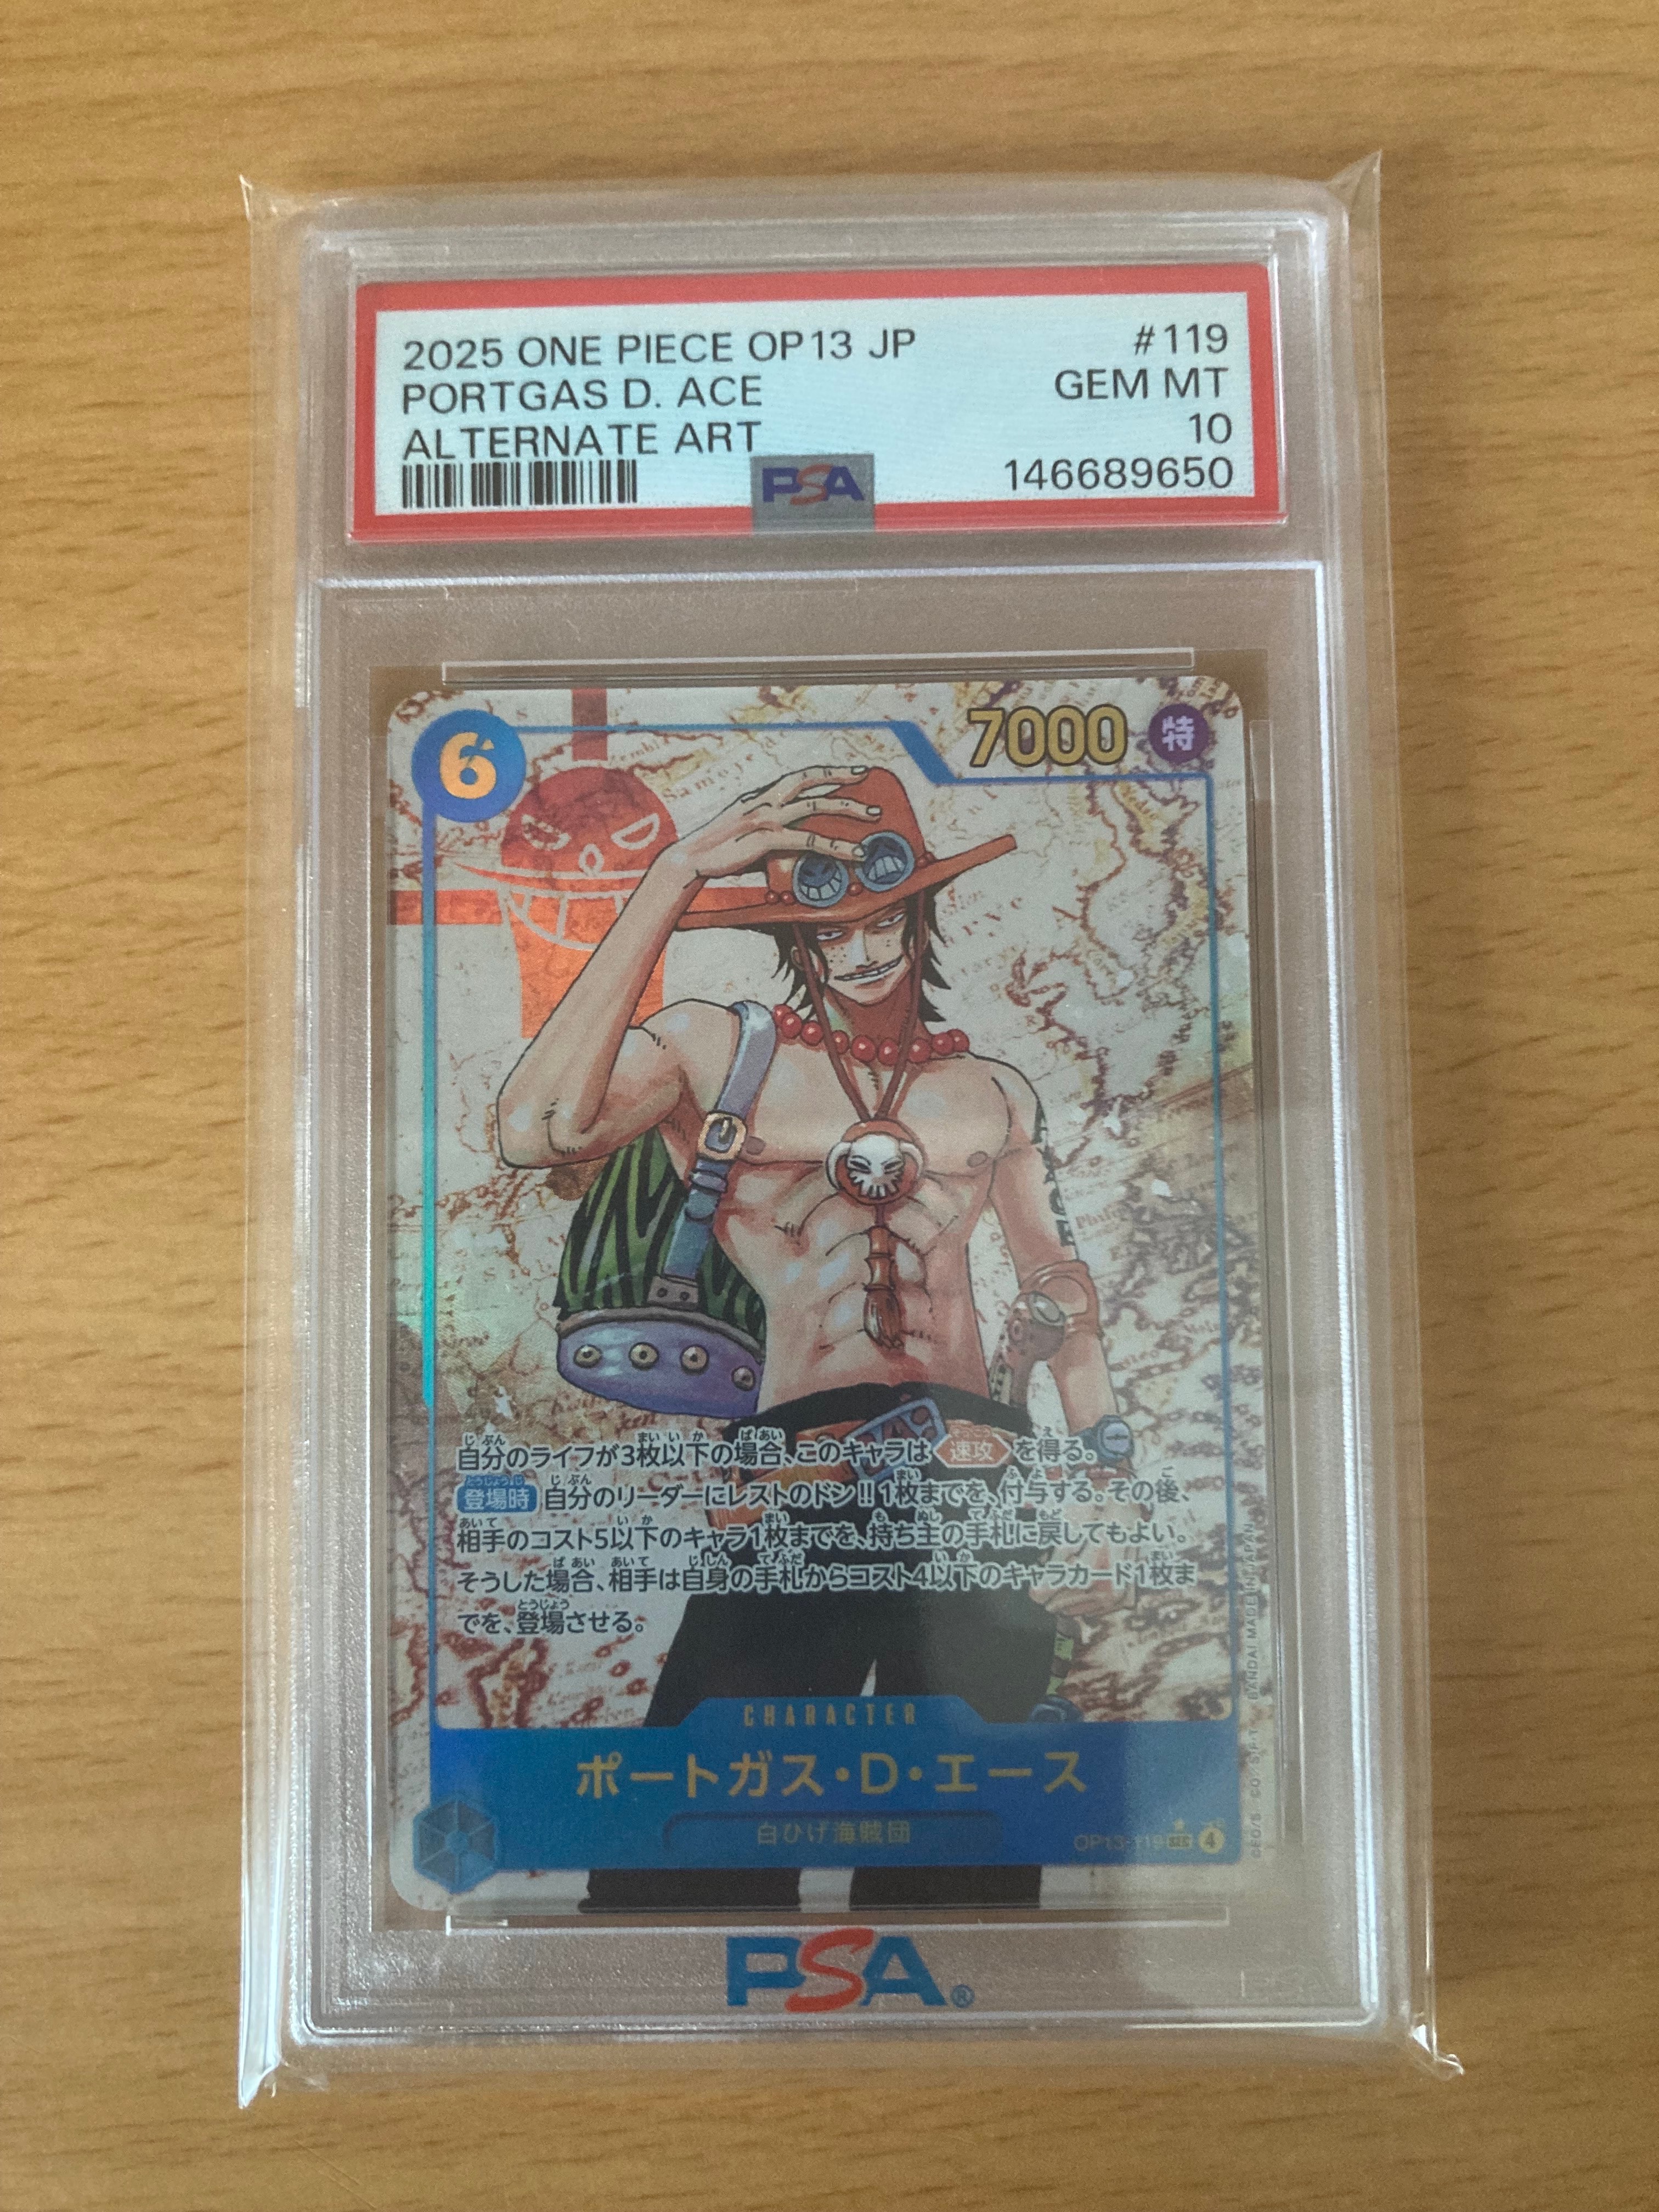 2025 ONE PIECE OP13 JP #119
PORTGAS D. ACE GEM MT
ALTERNATE ART 10
PSA 146689650
6 7000 特
自分のライフが3枚以下の場合、このキャラは 速攻 を得る。
登場時 自分のリーダーにレストのドン!!1枚までを、付与する。その後、
相手のコスト5以下のキャラ1枚までを、持ち主の手札に戻してもよい。
そうした場合、相手は自身の手札からコスト4以下のキャラカード1枚ま
でを、登場させる。
CHARACTER
ポートガス・D・エース
白ひげ海賊団
OP13-119 SEC 4
BANDAI MADE IN JAPAN
PSA®